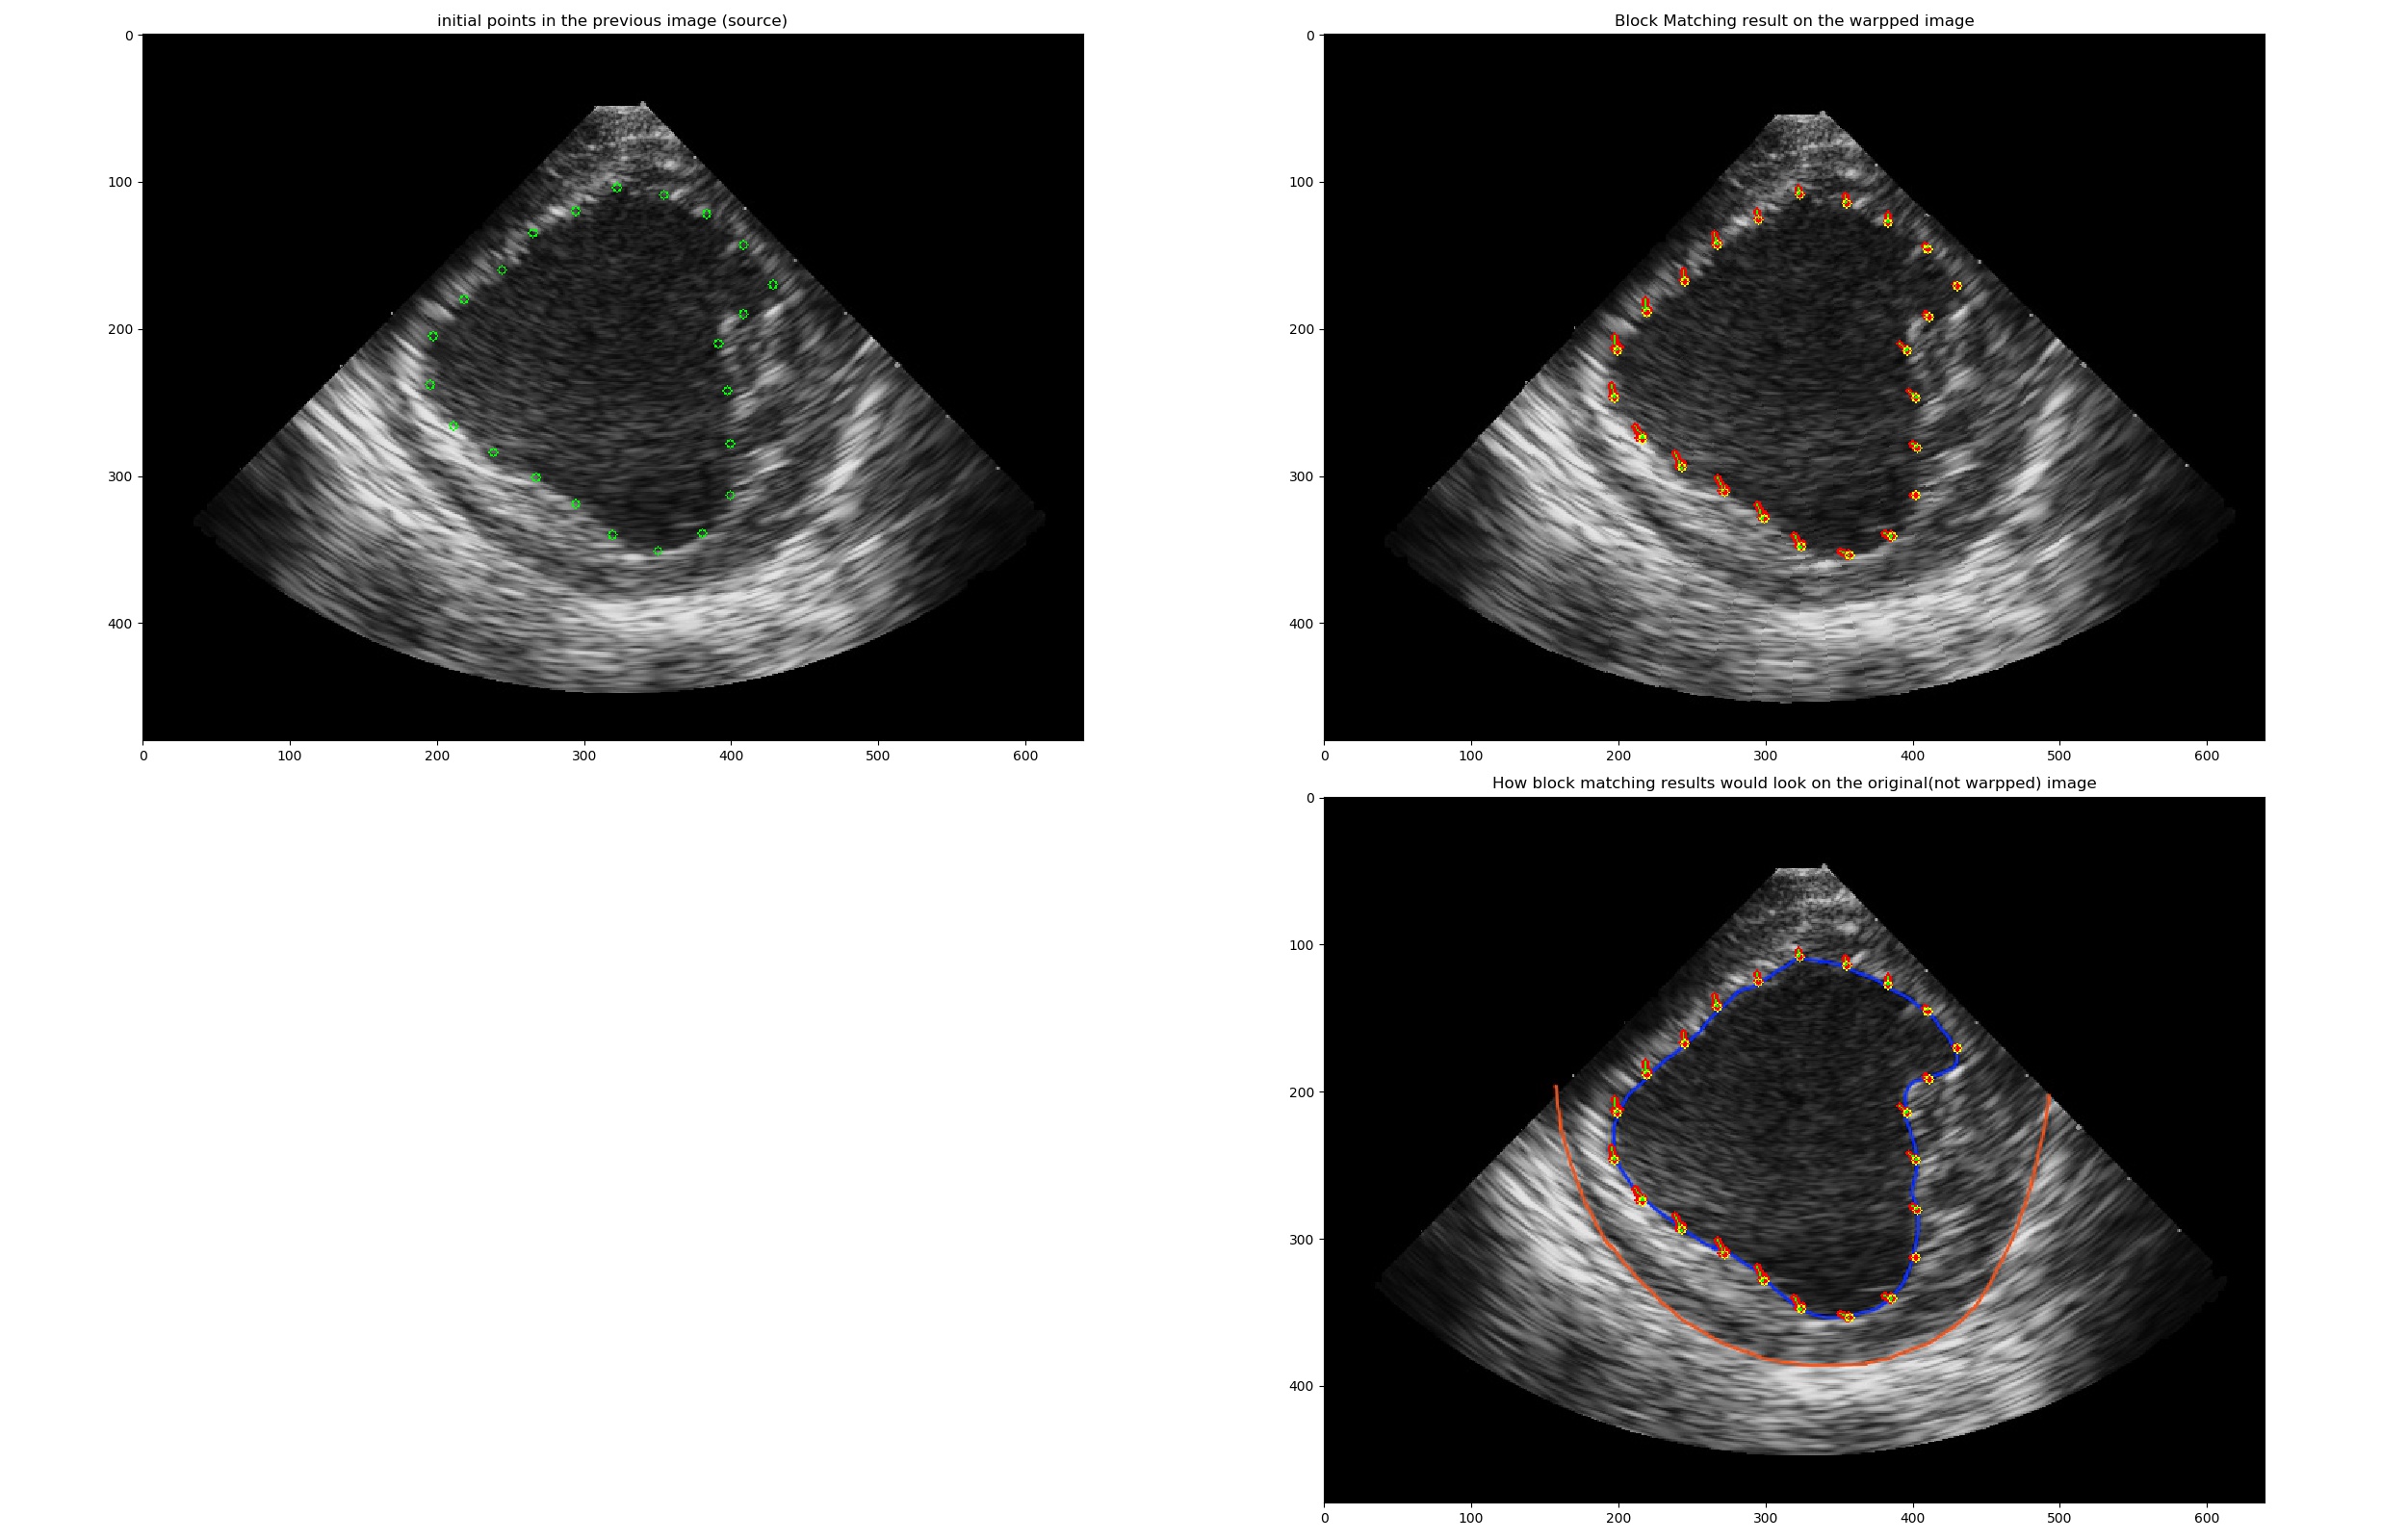 initial points in the previous image (source)
0
100
200
300
400
0 100 200 300 400 500 600
Block Matching result on the warpped image
0
100
200
300
400
0 100 200 300 400 500 600
How block matching results would look on the original(not warpped) image
0
100
200
300
400
0 100 200 300 400 500 600